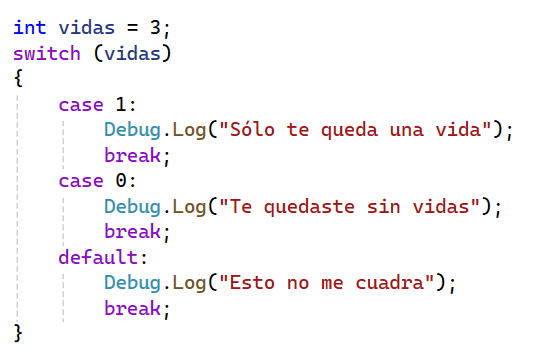 int vidas = 3;
switch (vidas)
{
    case 1:
        Debug.Log("Sólo te queda una vida");
        break;
    case 0:
        Debug.Log("Te quedaste sin vidas");
        break;
    default:
        Debug.Log("Esto no me cuadra");
        break;
}